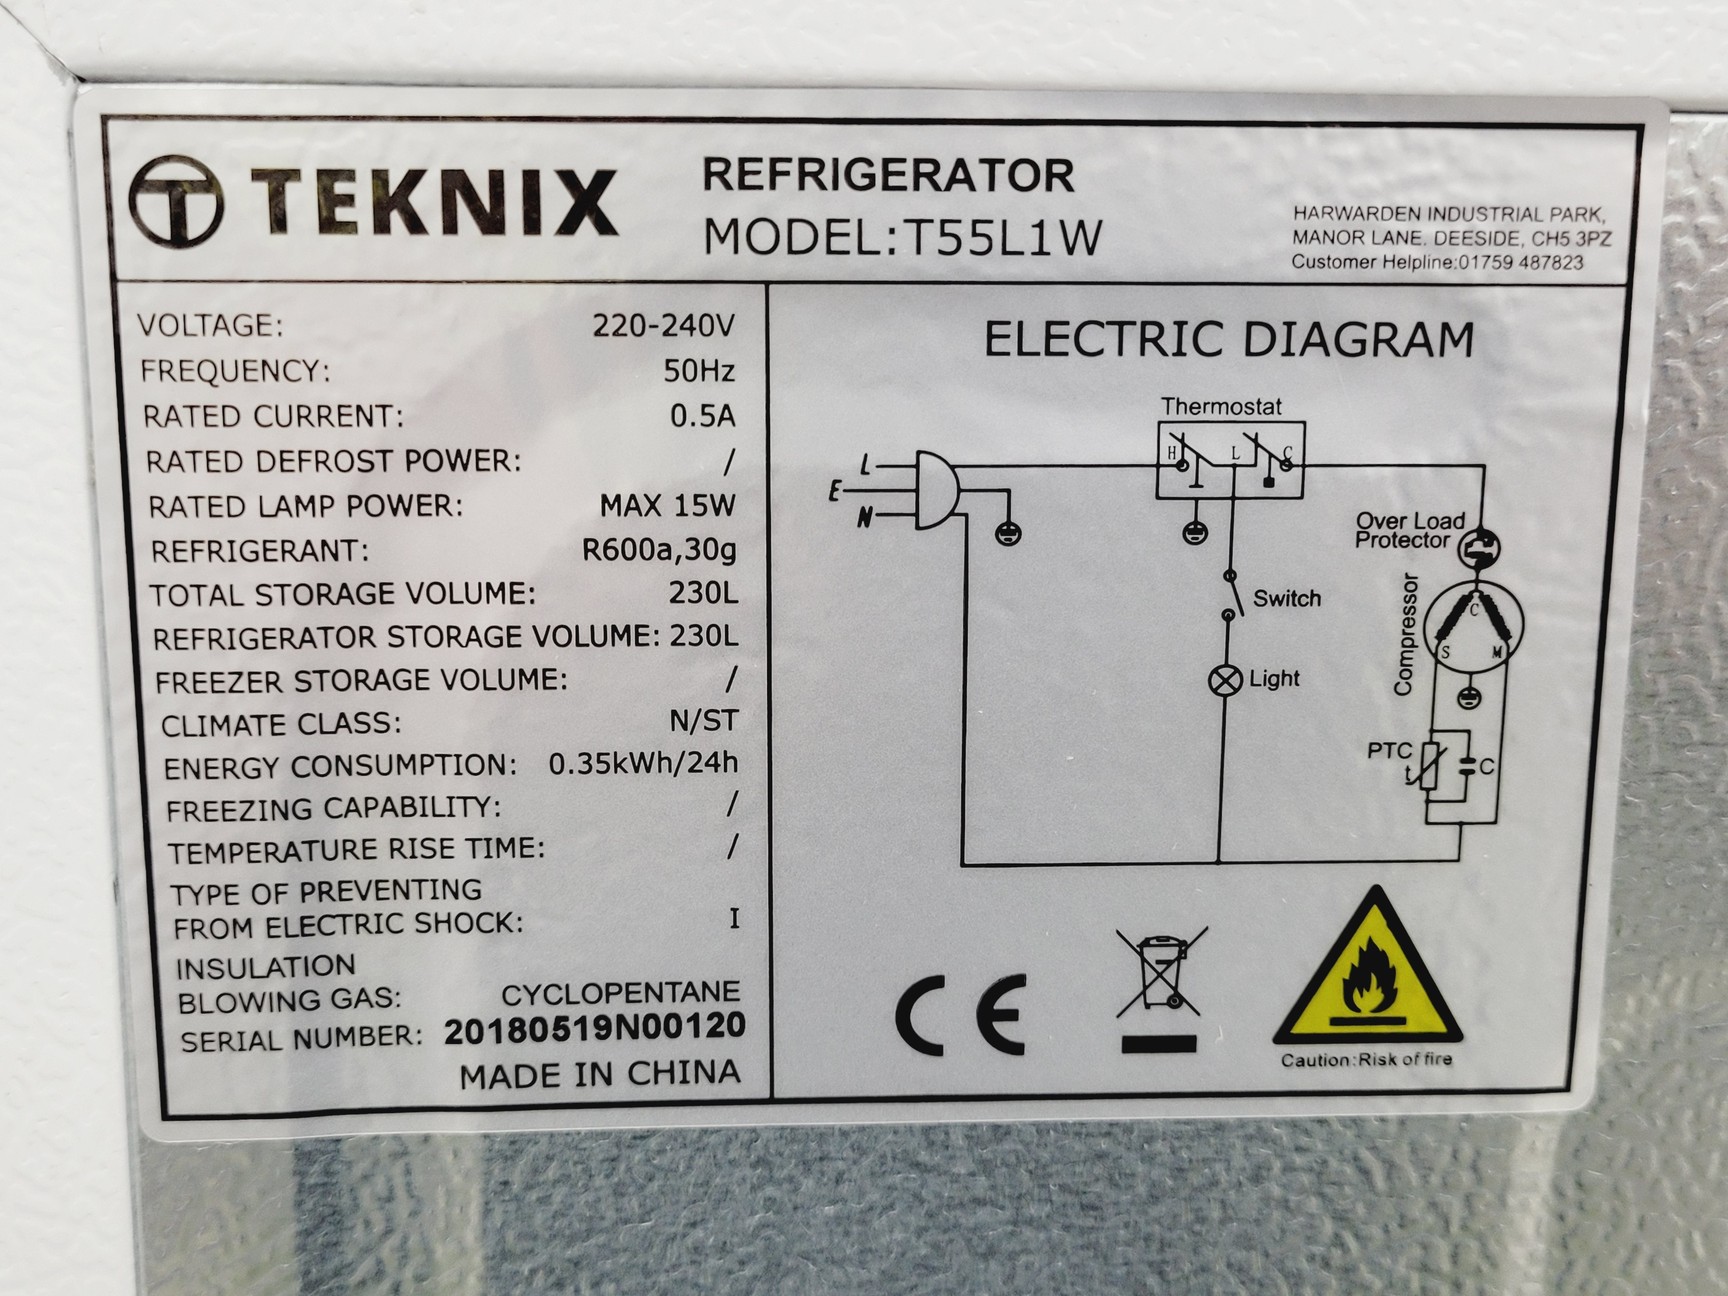 TEKNIX
REFRIGERATOR
MODEL:T55L1W
HARWARDEN INDUSTRIAL PARK,
MANOR LANE. DEESIDE, CH5 3PZ
Customer Helpline:01759 487823
VOLTAGE: 220-240V
FREQUENCY: 50Hz
RATED CURRENT: 0.5A
RATED DEFROST POWER: /
RATED LAMP POWER: MAX 15W
REFRIGERANT: R600a,30g
TOTAL STORAGE VOLUME: 230L
REFRIGERATOR STORAGE VOLUME: 230L
FREEZER STORAGE VOLUME: /
CLIMATE CLASS: N/ST
ENERGY CONSUMPTION: 0.35kWh/24h
FREEZING CAPABILITY: /
TEMPERATURE RISE TIME: /
TYPE OF PREVENTING
FROM ELECTRIC SHOCK: I
INSULATION
BLOWING GAS: CYCLOPENTANE
SERIAL NUMBER: 20180519N00120
MADE IN CHINA
ELECTRIC DIAGRAM
Thermostat
H L C
L
E
N
Over Load
Protector
Switch
Compressor
C
S M
Light
PTC
t
C
CE
Caution:Risk of fire